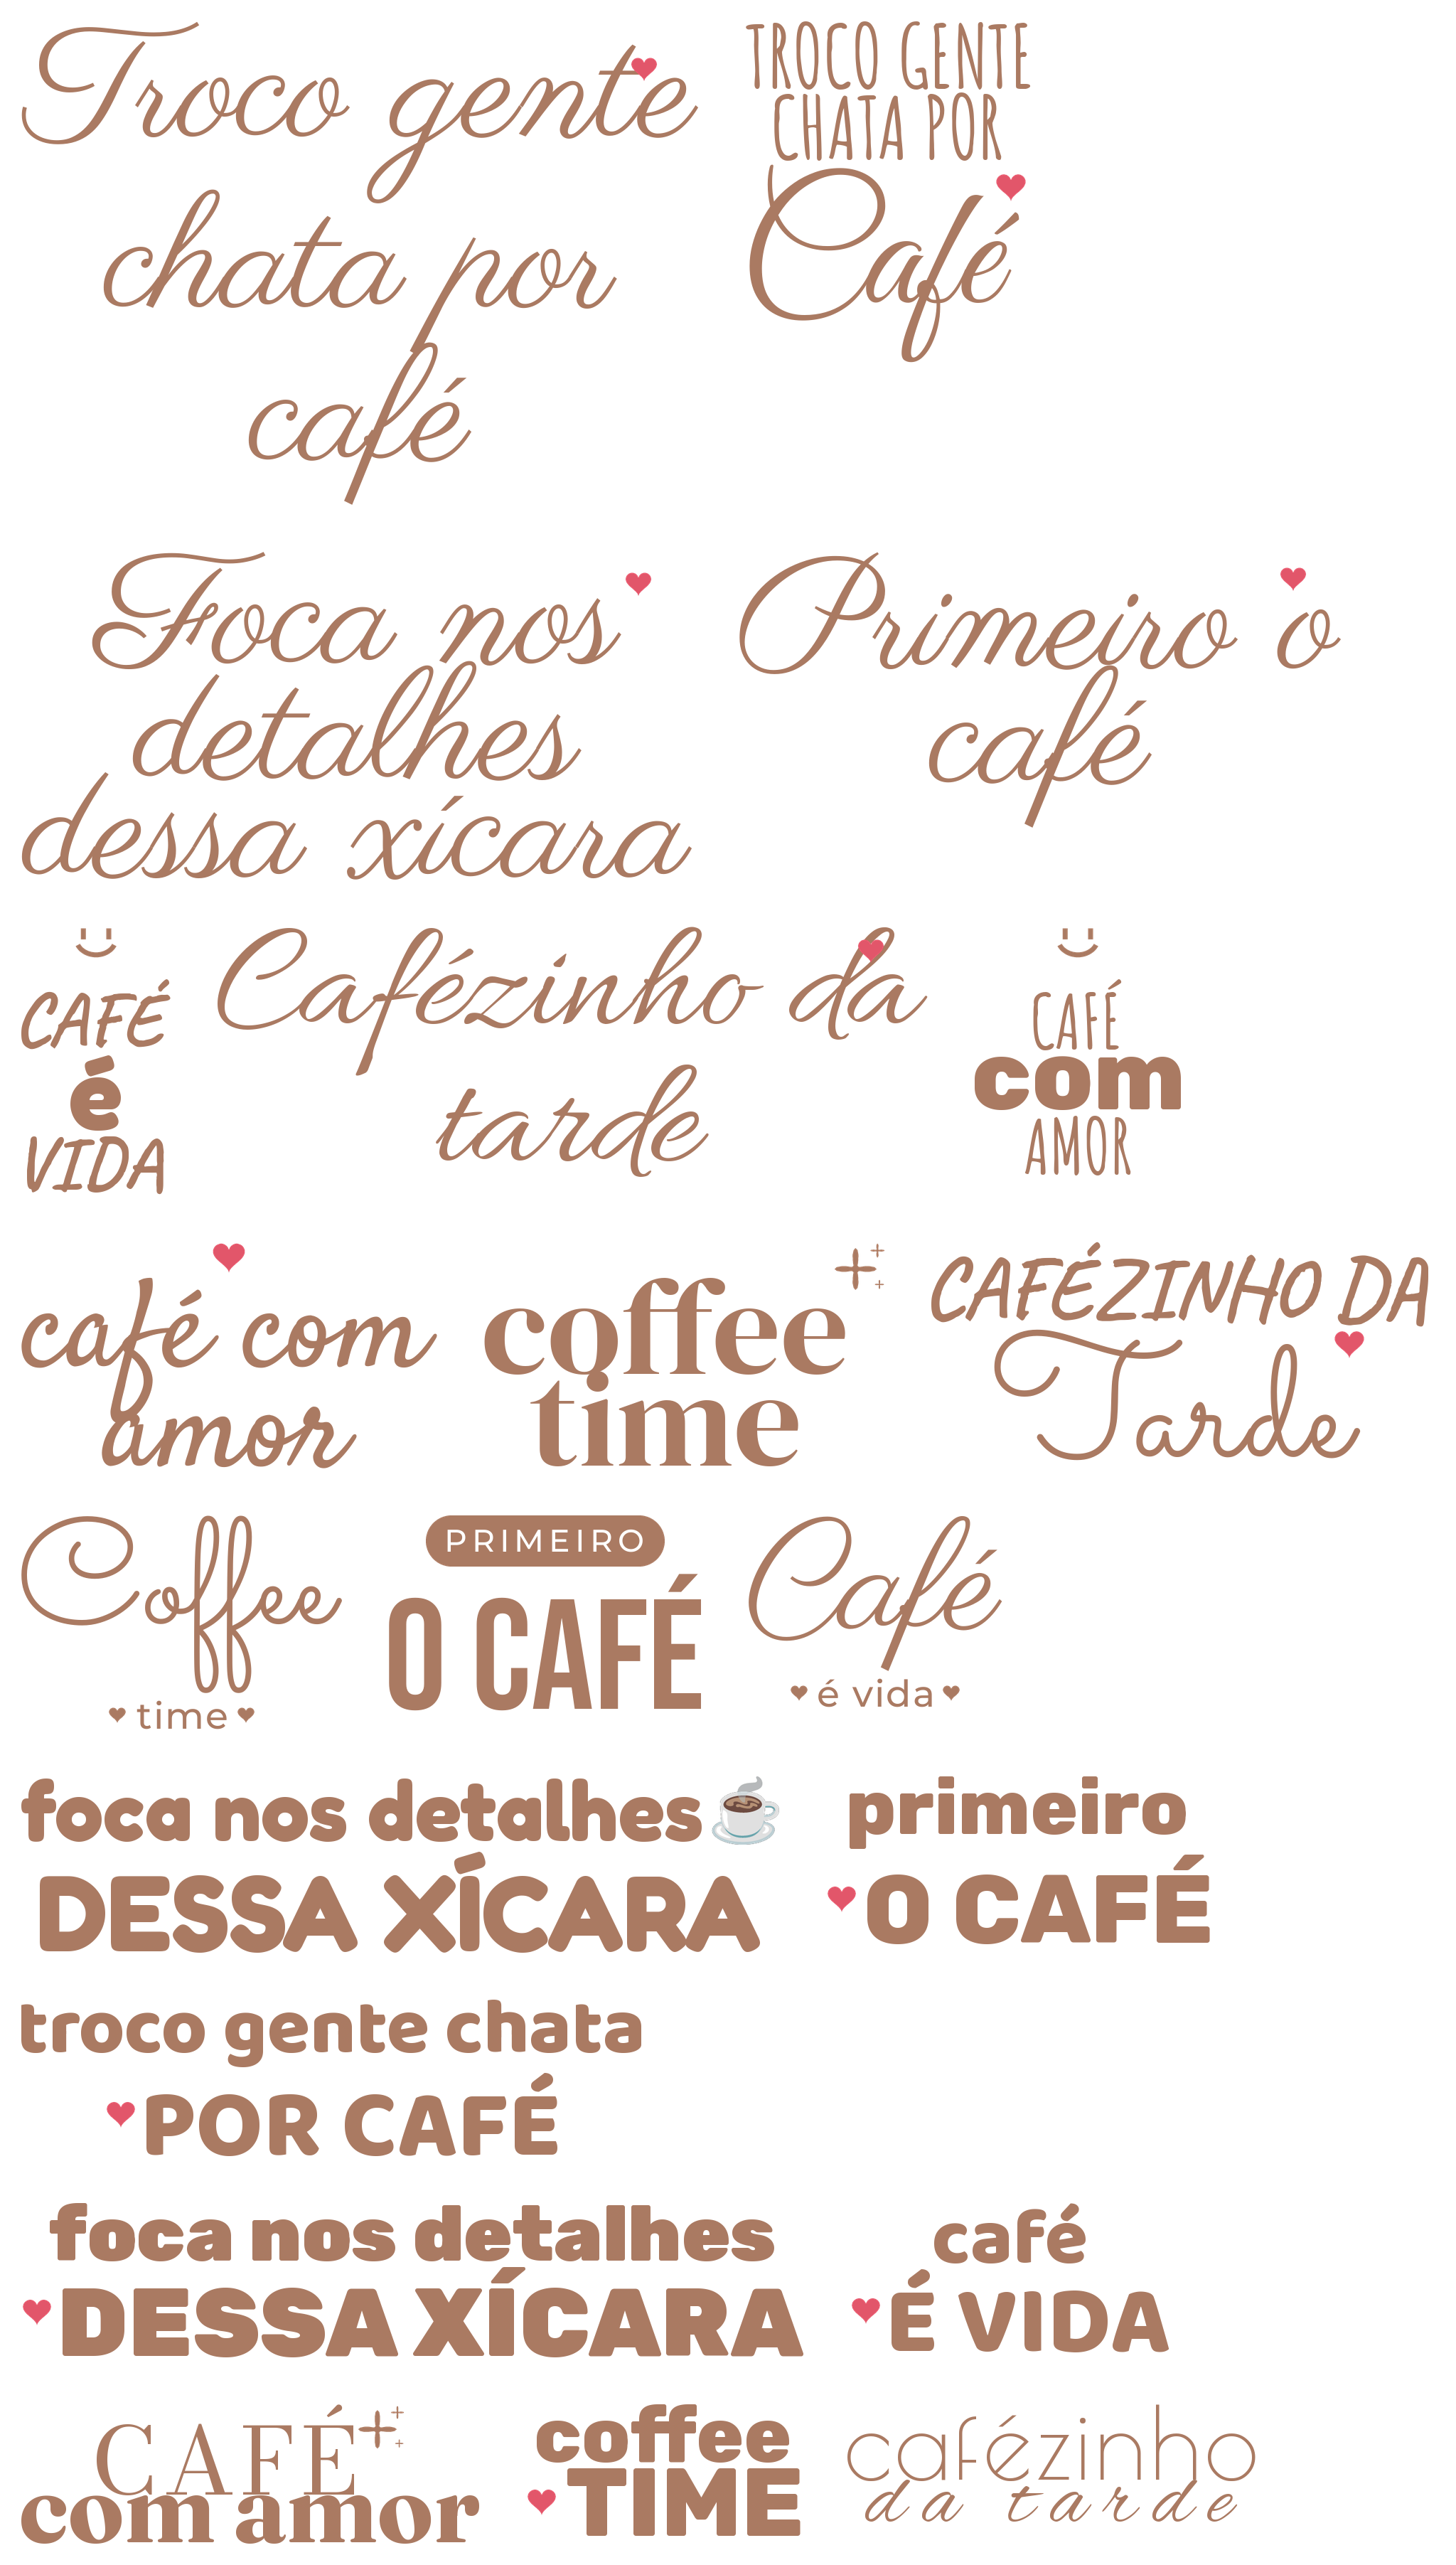 Troco gente
chata por
café
TROCO GENTE
CHATA POR
Café
Foca nos
detalhes
dessa xícara
Primeiro o
café
CAFÉ
é
VIDA
Cafézinho da
tarde
CAFÉ
com
AMOR
café com
amor
coffee
time
CAFÉZINHO DA
Tarde
Coffee
time
PRIMEIRO
O CAFÉ
Café
é vida
foca nos detalhes
DESSA XÍCARA
primeiro
O CAFÉ
troco gente chata
POR CAFÉ
foca nos detalhes
DESSA XÍCARA
café
É VIDA
CAFÉ
com amor
coffee
TIME
cafézinho
da tarde